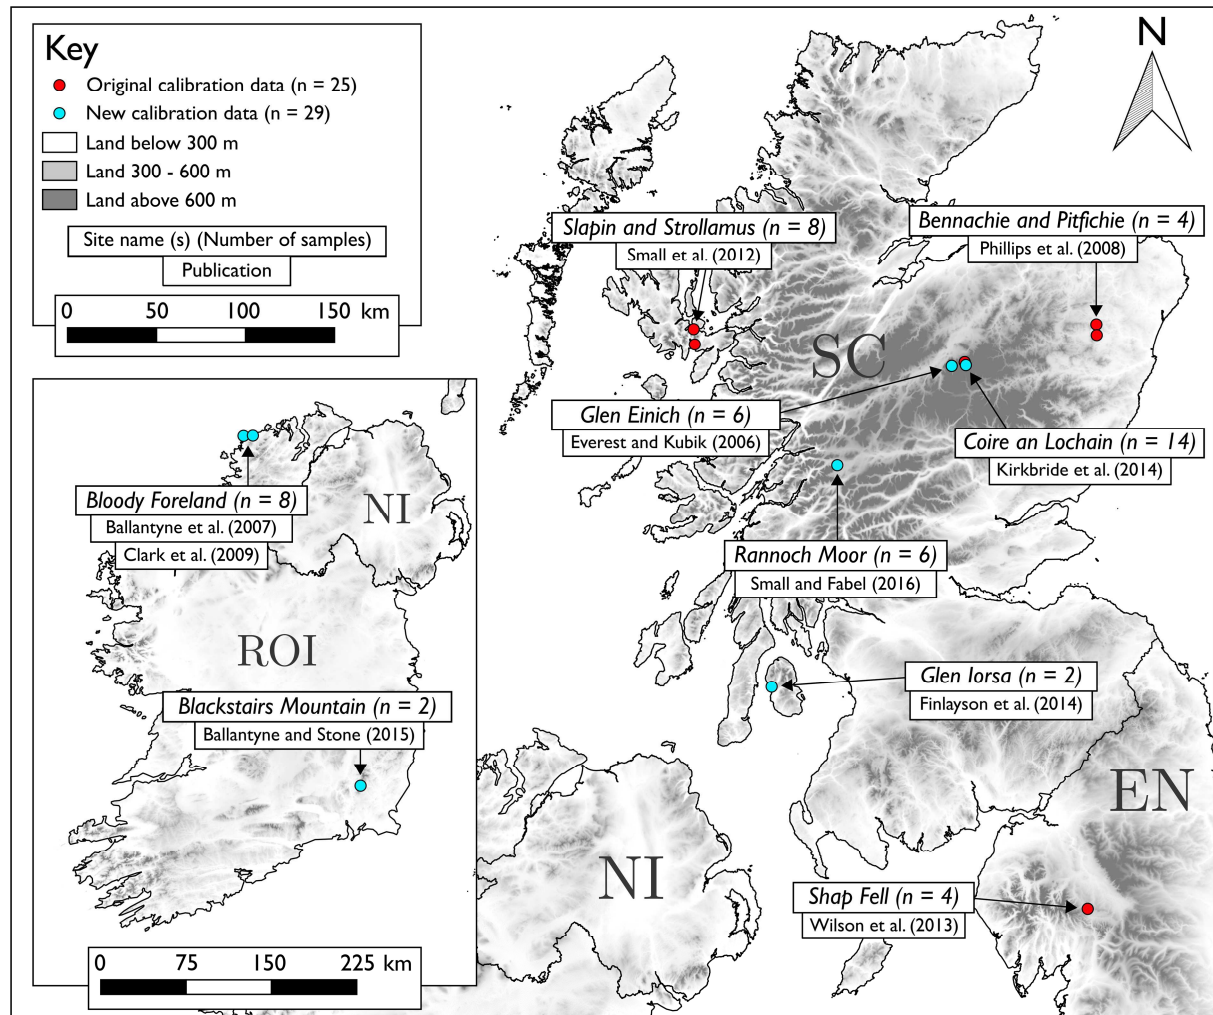 Key
Original calibration data (n = 25)
New calibration data (n = 29)
Land below 300 m
Land 300 - 600 m
Land above 600 m
Site name (s) (Number of samples)
Publication
0 50 100 150 km
N
Slapin and Strollamus (n = 8)
Small et al. (2012)
Bennachie and Pitfichie (n = 4)
Phillips et al. (2008)
SC
Glen Einich (n = 6)
Everest and Kubik (2006)
Coire an Lochain (n = 14)
Kirkbride et al. (2014)
Rannoch Moor (n = 6)
Small and Fabel (2016)
Glen Iorsa (n = 2)
Finlayson et al. (2014)
EN
NI
Shap Fell (n = 4)
Wilson et al. (2013)
Bloody Foreland (n = 8)
Ballantyne et al. (2007)
Clark et al. (2009)
NI
ROI
Blackstairs Mountain (n = 2)
Ballantyne and Stone (2015)
0 75 150 225 km